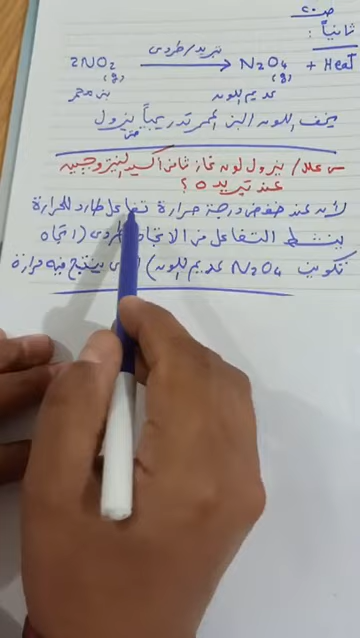 ص٢٠
ثانياً :
2NO₂ (g) تبريد/طردي → N₂O₄ (g) + Heat
بني محمر عديم اللون
يخف اللون البني المحمر تدريجياً يزول
س علل/ يزول لون غاز ثاني أكسيد النيتروجين
عند تبريده ؟
لأنه عند خفض درجة حرارة تفاعل طارد للحرارة
ينشط التفاعل في الاتجاه الطردي (اتجاه
تكوين N₂O₄ عديم اللون) ينتج فيه حرارة